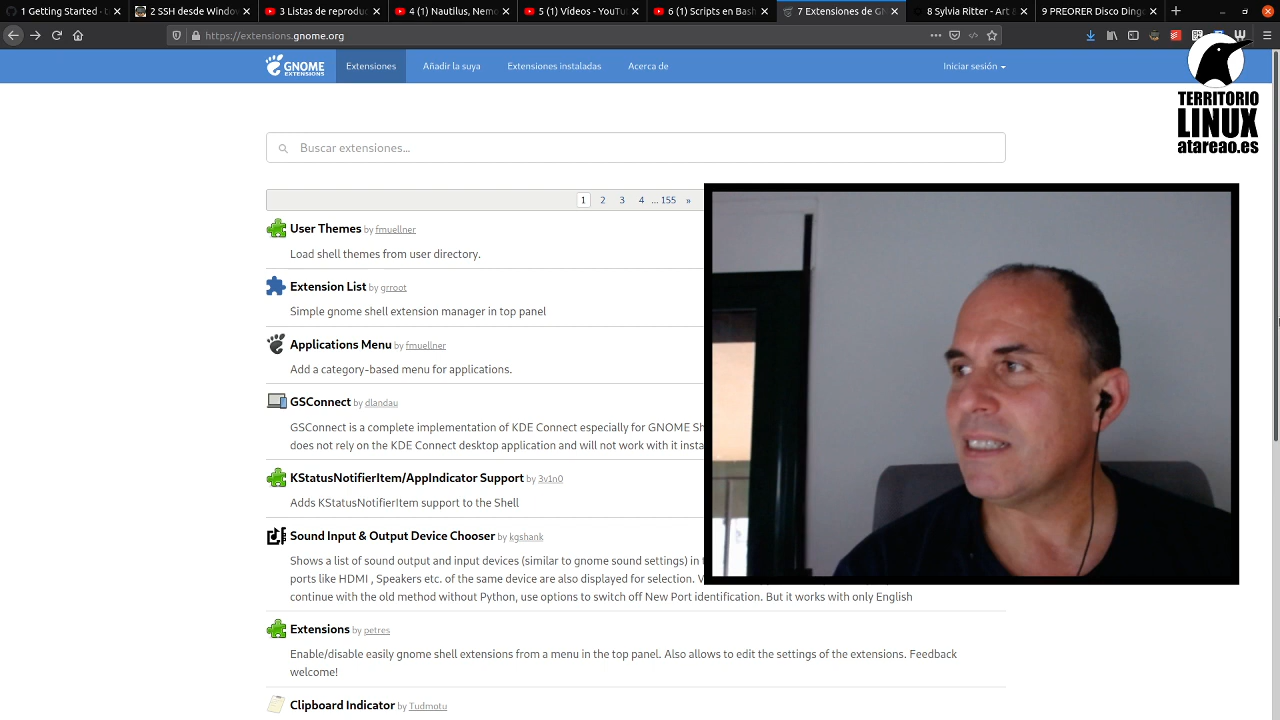 1 Getting Started - t
2 SSH desde Window
3 Listas de reproduc
4 (1) Nautilus, Nemo
5 (1) Vídeos - YouTu
6 (1) Scripts en Bash
7 Extensiones de GN
8 Sylvia Ritter - Art &
9 PREORER Disco Dinge
https://extensions.gnome.org
GNOME
EXTENSIONS
Extensiones
Añadir la suya
Extensiones instaladas
Acerca de
Iniciar sesión
TERRITORIO
LINUX
atareao.es
Buscar extensiones...
1 2 3 4 ... 155 »
User Themes by fmuellner
Load shell themes from user directory.
Extension List by grroot
Simple gnome shell extension manager in top panel
Applications Menu by fmuellner
Add a category-based menu for applications.
GSConnect by dlandau
GSConnect is a complete implementation of KDE Connect especially for GNOME Sh
does not rely on the KDE Connect desktop application and will not work with it insta
KStatusNotifierItem/AppIndicator Support by 3v1n0
Adds KStatusNotifierItem support to the Shell
Sound Input & Output Device Chooser by kgshank
Shows a list of sound output and input devices (similar to gnome sound settings) in t
ports like HDMI , Speakers etc. of the same device are also displayed for selection. V
continue with the old method without Python, use options to switch off New Port identification. But it works with only English
Extensions by petres
Enable/disable easily gnome shell extensions from a menu in the top panel. Also allows to edit the settings of the extensions. Feedback
welcome!
Clipboard Indicator by Tudmotu